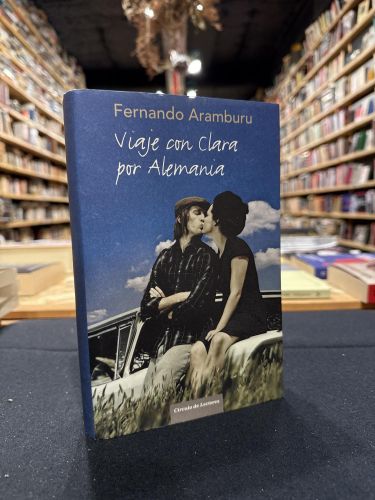 Fernando Aramburu
Viaje con Clara
por Alemania
Círculo de Lectores